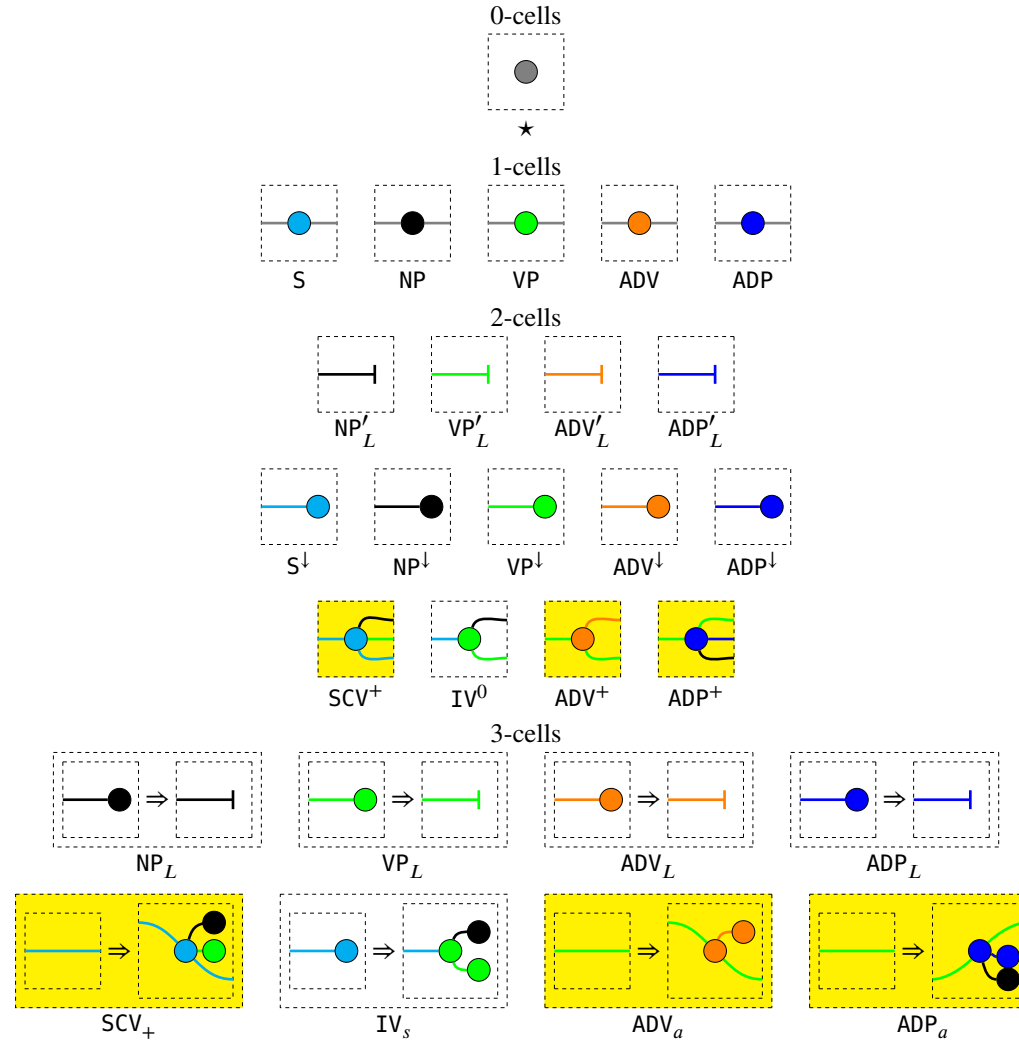 0-cells
⋆
1-cells
S NP VP ADV ADP
2-cells
NP′_L VP′_L ADV′_L ADP′_L
S↓ NP↓ VP↓ ADV↓ ADP↓
SCV⁺ IV⁰ ADV⁺ ADP⁺
3-cells
⇒ ⇒ ⇒ ⇒
NP_L VP_L ADV_L ADP_L
⇒ ⇒ ⇒ ⇒
SCV₊ IV_s ADV_a ADP_a